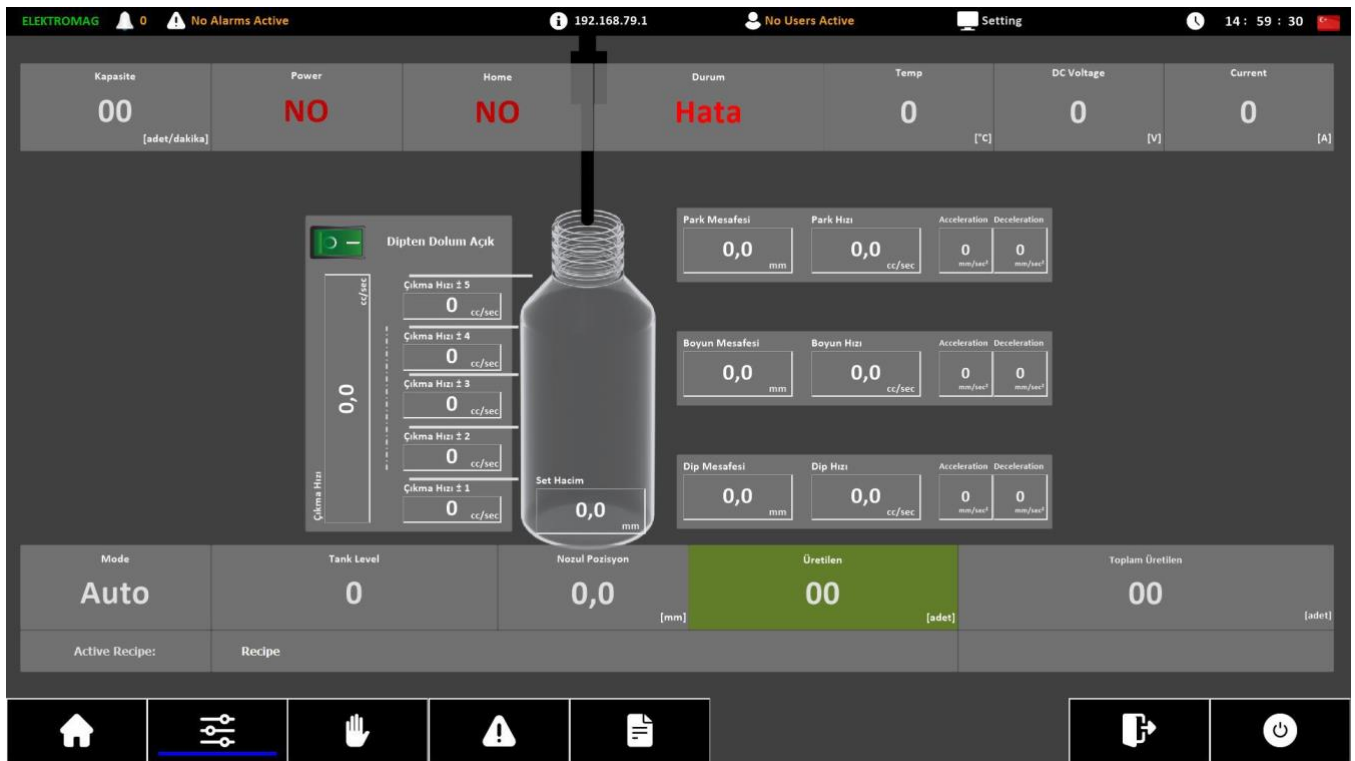 ELEKTROMAG 0 No Alarms Active 192.168.79.1 No Users Active Setting 14: 59 : 30
Kapasite Power Home Durum Temp DC Voltage Current
00 NO NO Hata 0 0 0
[adet/dakika] [°C] [V] [A]
Dipten Dolum Açık
cc/sec
0,0
Çıkma Hızı
Çıkma Hızı ± 5
0 cc/sec
Çıkma Hızı ± 4
0 cc/sec
Çıkma Hızı ± 3
0 cc/sec
Çıkma Hızı ± 2
0 cc/sec
Çıkma Hızı ± 1
0 cc/sec
Set Hacim
0,0
mm
Park Mesafesi Park Hızı Acceleration Deceleration
0,0 0,0 0 0
mm cc/sec mm/sec² mm/sec²
Boyun Mesafesi Boyun Hızı Acceleration Deceleration
0,0 0,0 0 0
mm cc/sec mm/sec² mm/sec²
Dip Mesafesi Dip Hızı Acceleration Deceleration
0,0 0,0 0 0
mm cc/sec mm/sec² mm/sec²
Mode Tank Level Nozul Pozisyon Üretilen Toplam Üretilen
Auto 0 0,0 00 00
[mm] [adet] [adet]
Active Recipe: Recipe